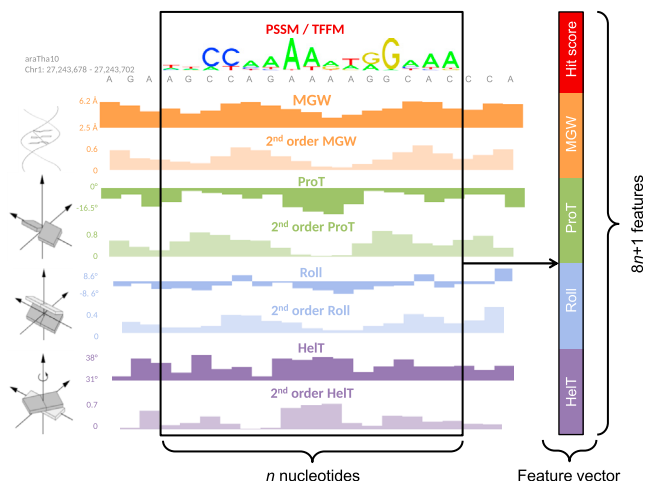 PSSM / TFFM
araTha10
Chr1: 27,243,678 - 27,243,702
A G A A G C C A A A A A A G G C A C C C A
6.2 Å
MGW
2.5 Å
2nd order MGW
0.6
0
ProT
0°
-16.5°
2nd order ProT
0.8
0
Roll
8.6°
-8.6°
2nd order Roll
0.4
0
HelT
38°
31°
2nd order HelT
0.7
0
n nucleotides
Hit score
MGW
ProT
Roll
HelT
Feature vector
8n+1 features